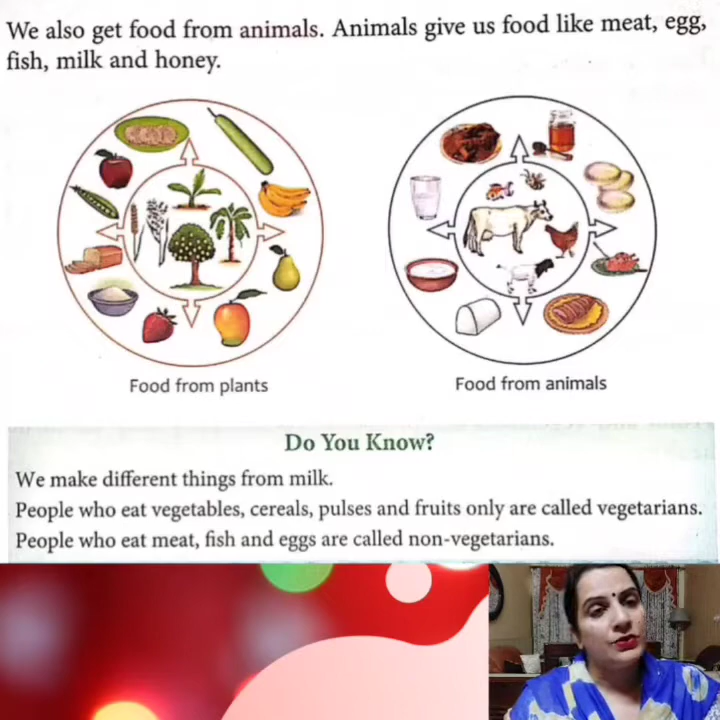 We also get food from animals. Animals give us food like meat, egg,
fish, milk and honey.
Food from plants
Food from animals
Do You Know?
We make different things from milk.
People who eat vegetables, cereals, pulses and fruits only are called vegetarians.
People who eat meat, fish and eggs are called non-vegetarians.